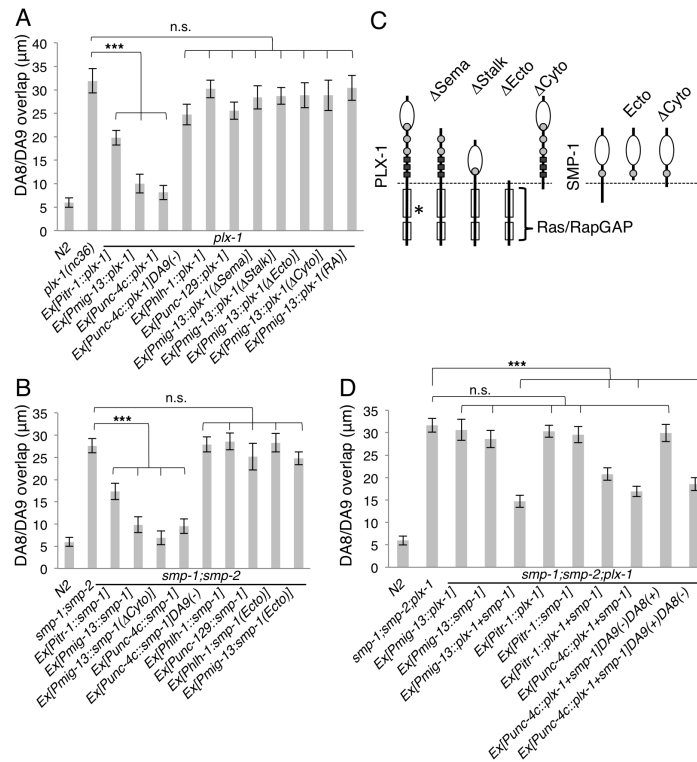 A
DA8/DA9 overlap (µm)
n.s.
***
40
35
30
25
20
15
10
5
0
N2
plx-1(nc36)
Ex[Pitr-1::plx-1]
Ex[Pmig-13::plx-1]
Ex[Punc-4c::plx-1]
Ex[Punc-4c::plx-1]DA9(-)
Ex[Phlh-1::plx-1]
Ex[Punc-129::plx-1]
Ex[Pmig-13::plx-1(ΔSema)]
Ex[Pmig-13::plx-1(ΔStalk)]
Ex[Pmig-13::plx-1(ΔEcto)]
Ex[Pmig-13::plx-1(ΔCyto)]
Ex[Pmig-13::plx-1(RA)]
plx-1
C
ΔSema
ΔStalk
ΔEcto
ΔCyto
PLX-1
*
Ras/RapGAP
Ecto
ΔCyto
SMP-1
B
DA8/DA9 overlap (µm)
n.s.
***
35
30
25
20
15
10
5
0
N2
smp-1;smp-2
Ex[Pitr-1::smp-1]
Ex[Pmig-13::smp-1]
Ex[Pmig-13::smp-1(ΔCyto)]
Ex[Punc-4c::smp-1]
Ex[Punc-4c::smp-1]DA9(-)
Ex[Phlh-1::smp-1]
Ex[Punc-129::smp-1]
Ex[Phlh-1:smp-1(Ecto)]
Ex[Pmig-13:smp-1(Ecto)]
smp-1;smp-2
D
DA8/DA9 overlap (µm)
***
n.s.
35
30
25
20
15
10
5
0
N2
smp-1;smp-2;plx-1
Ex[Pmig-13::plx-1]
Ex[Pmig-13::smp-1]
Ex[Pmig-13::plx-1+smp-1]
Ex[Pitr-1::plx-1]
Ex[Pitr-1::smp-1]
Ex[Pitr-1::plx-1+smp-1]
Ex[Punc-4c::plx-1+smp-1]
Ex[Punc-4c::plx-1+smp-1]DA9(-)DA8(+)
Ex[Punc-4c::plx-1+smp-1]DA9(+)DA8(-)
smp-1;smp-2;plx-1